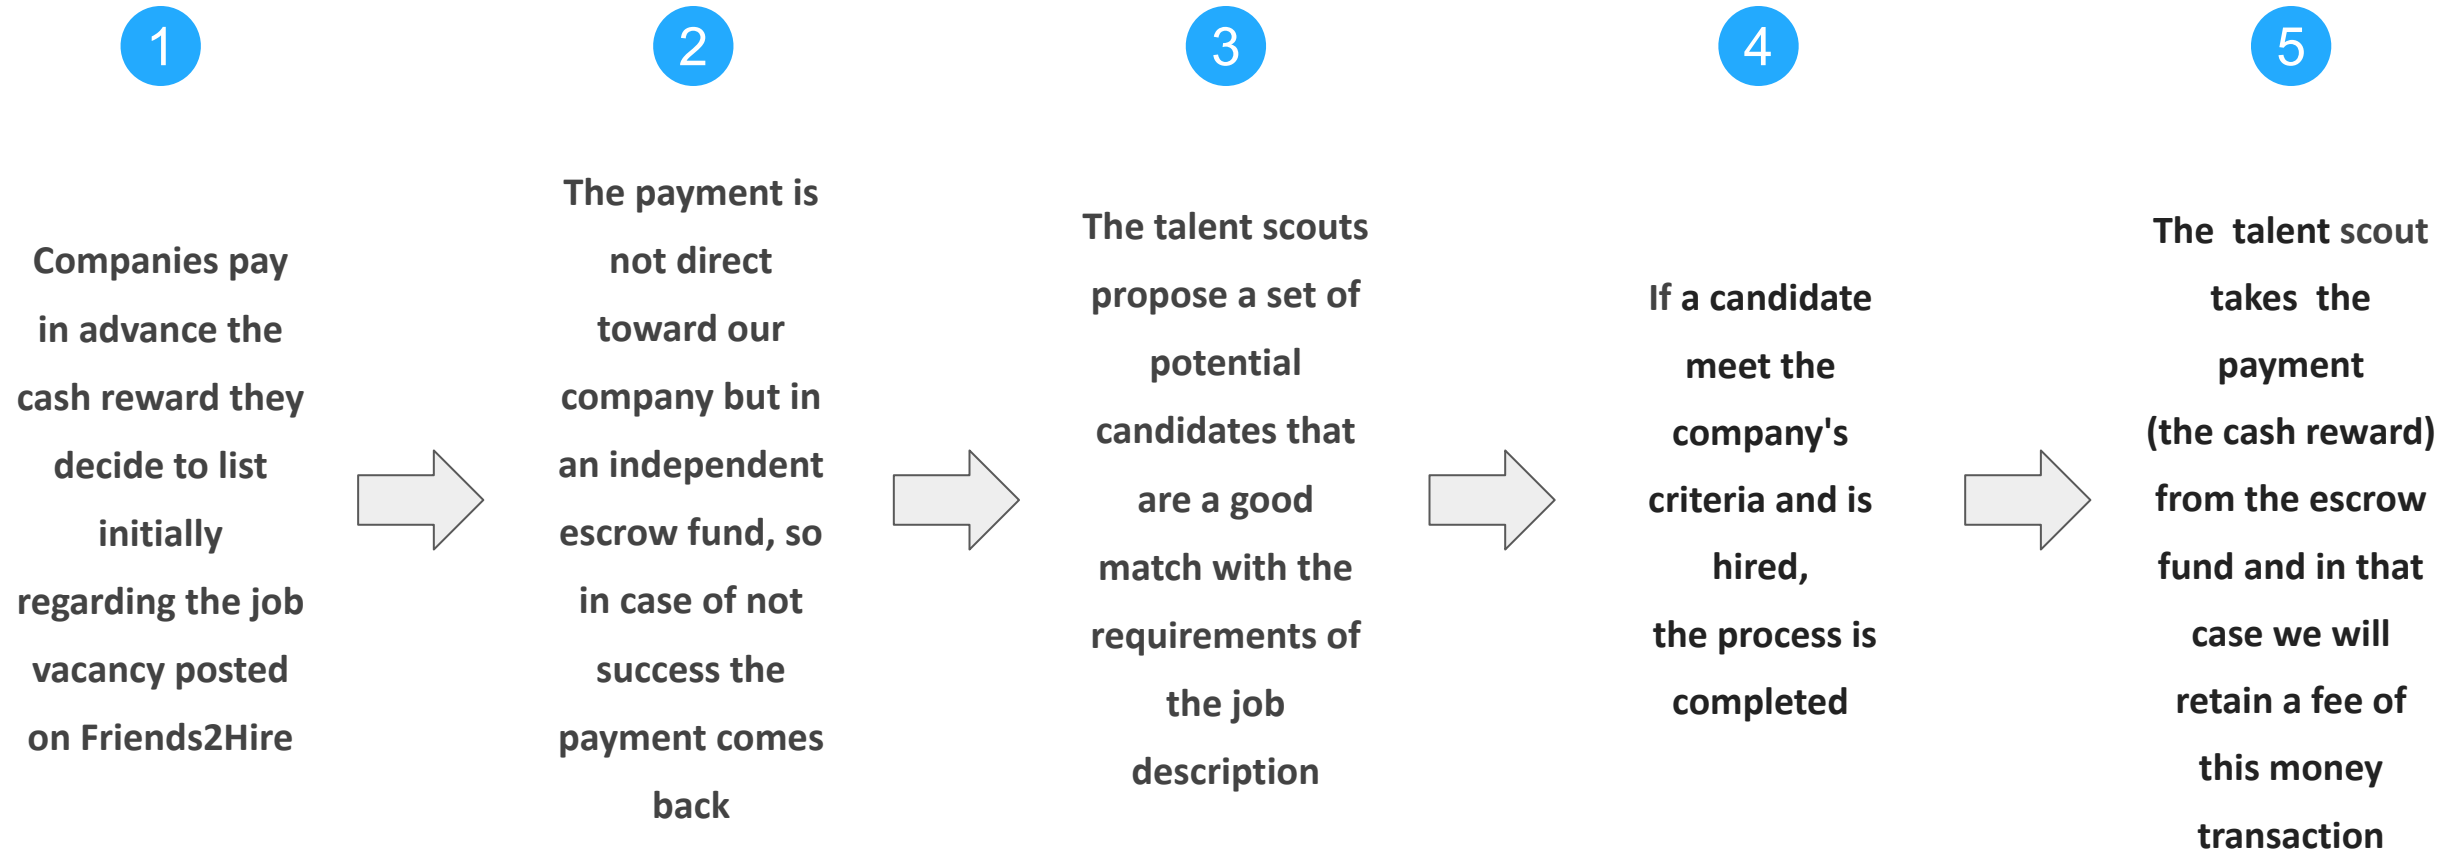 1
Companies pay
in advance the
cash reward they
decide to list
initially
regarding the job
vacancy posted
on Friends2Hire
2
The payment is
not direct
toward our
company but in
an independent
escrow fund, so
in case of not
success the
payment comes
back
3
The talent scouts
propose a set of
potential
candidates that
are a good
match with the
requirements of
the job
description
4
If a candidate
meet the
company's
criteria and is
hired,
the process is
completed
5
The talent scout
takes the
payment
(the cash reward)
from the escrow
fund and in that
case we will
retain a fee of
this money
transaction